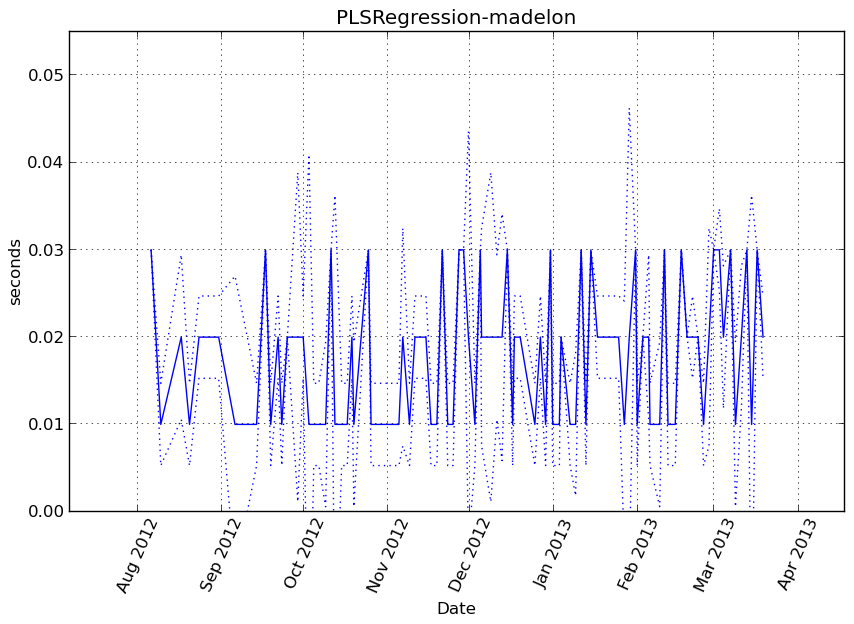 PLSRegression-madelon
0.05
0.04
0.03
0.02
0.01
0.00
seconds
Aug 2012
Sep 2012
Oct 2012
Nov 2012
Dec 2012
Jan 2013
Feb 2013
Mar 2013
Apr 2013
Date